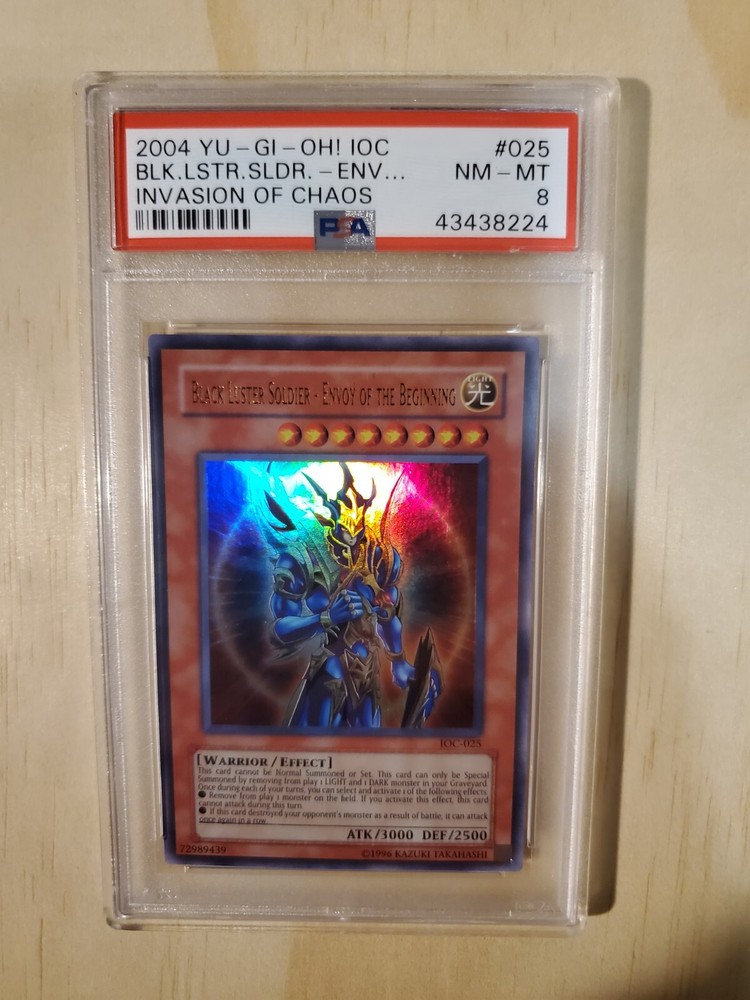 2004 YU-GI-OH! IOC #025
BLK.LSTR.SLDR.-ENV... NM-MT
INVASION OF CHAOS 8
PSA 43438224
BLACK LUSTER SOLDIER - ENVOY OF THE BEGINNING
LIGHT
光
IOC-025
[WARRIOR/EFFECT]
This card cannot be Normal Summoned or Set. This card can only be Special
Summoned by removing from play 1 LIGHT and 1 DARK monster in your Graveyard.
Once during each of your turns, you can select and activate 1 of the following effects.
● Remove from play 1 monster on the field. If you activate this effect, this card
cannot attack during this turn.
● If this card destroyed your opponent's monster as a result of battle, it can attack
once again in a row.
ATK/3000 DEF/2500
72989439 ©1996 KAZUKI TAKAHASHI